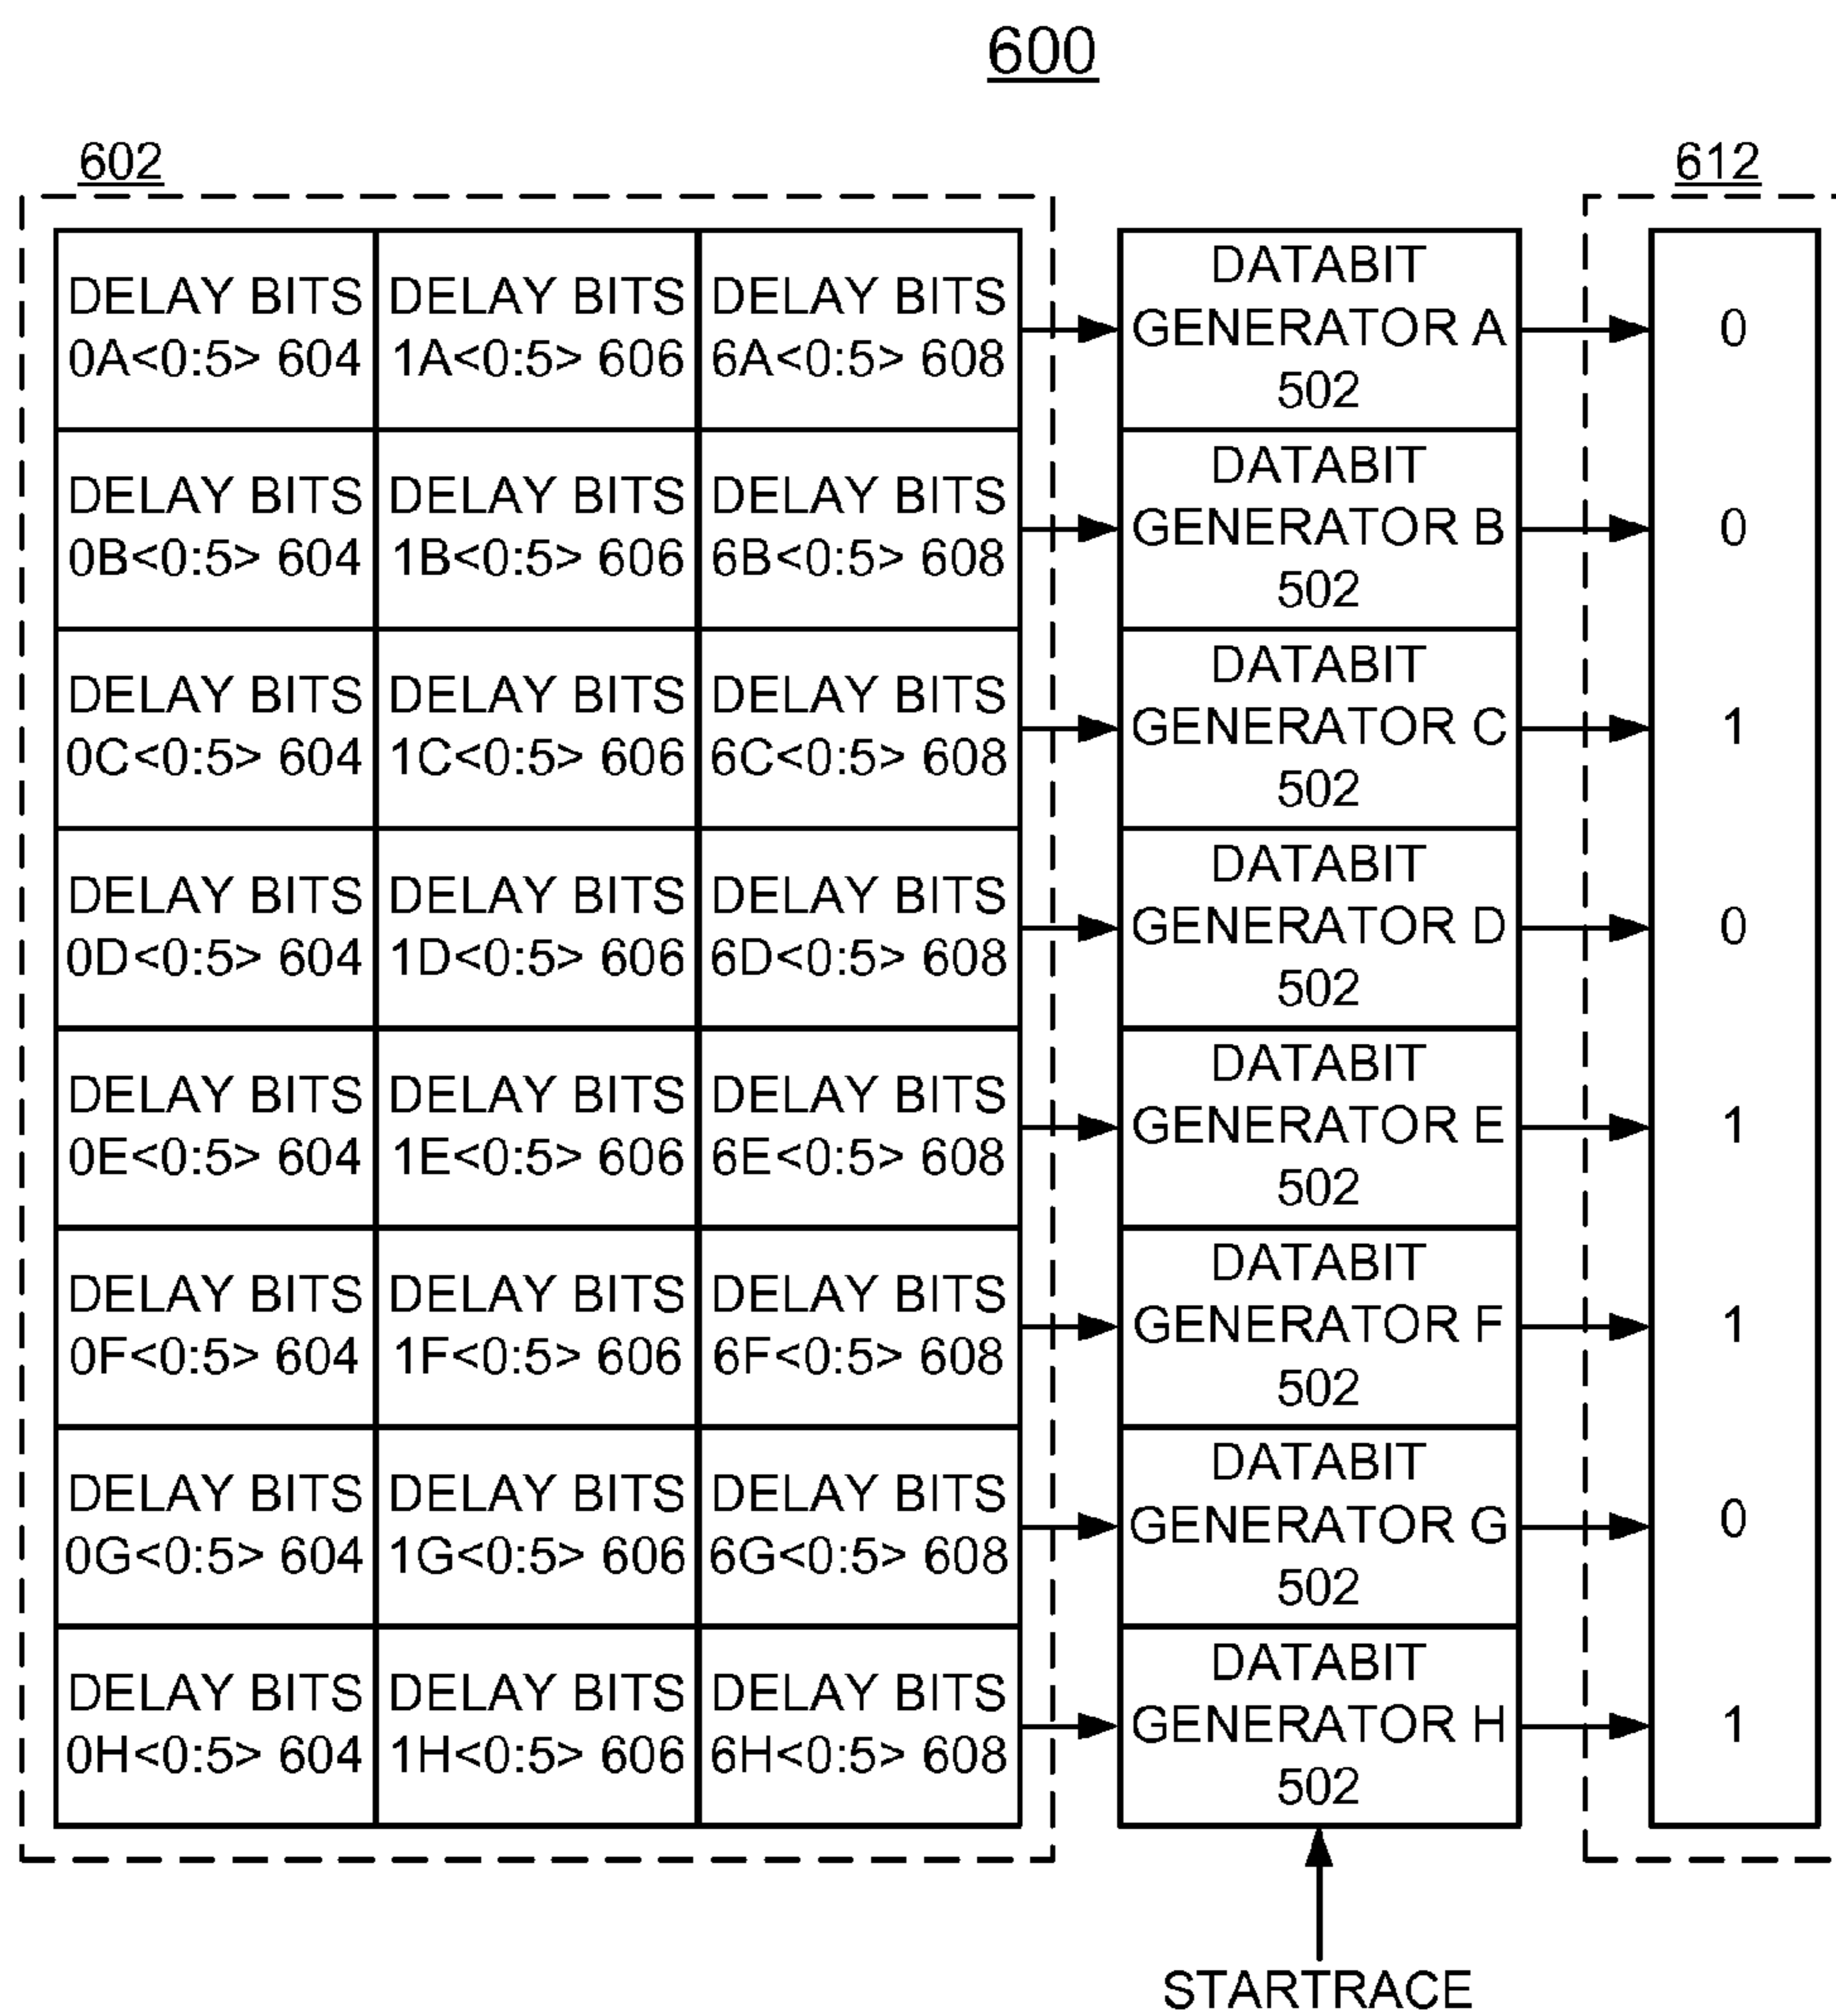 600
602
612
DELAY BITS 0A<0:5> 604
DELAY BITS 1A<0:5> 606
DELAY BITS 6A<0:5> 608
DATABIT GENERATOR A 502
0
DELAY BITS 0B<0:5> 604
DELAY BITS 1B<0:5> 606
DELAY BITS 6B<0:5> 608
DATABIT GENERATOR B 502
0
DELAY BITS 0C<0:5> 604
DELAY BITS 1C<0:5> 606
DELAY BITS 6C<0:5> 608
DATABIT GENERATOR C 502
1
DELAY BITS 0D<0:5> 604
DELAY BITS 1D<0:5> 606
DELAY BITS 6D<0:5> 608
DATABIT GENERATOR D 502
0
DELAY BITS 0E<0:5> 604
DELAY BITS 1E<0:5> 606
DELAY BITS 6E<0:5> 608
DATABIT GENERATOR E 502
1
DELAY BITS 0F<0:5> 604
DELAY BITS 1F<0:5> 606
DELAY BITS 6F<0:5> 608
DATABIT GENERATOR F 502
1
DELAY BITS 0G<0:5> 604
DELAY BITS 1G<0:5> 606
DELAY BITS 6G<0:5> 608
DATABIT GENERATOR G 502
0
DELAY BITS 0H<0:5> 604
DELAY BITS 1H<0:5> 606
DELAY BITS 6H<0:5> 608
DATABIT GENERATOR H 502
1
STARTRACE